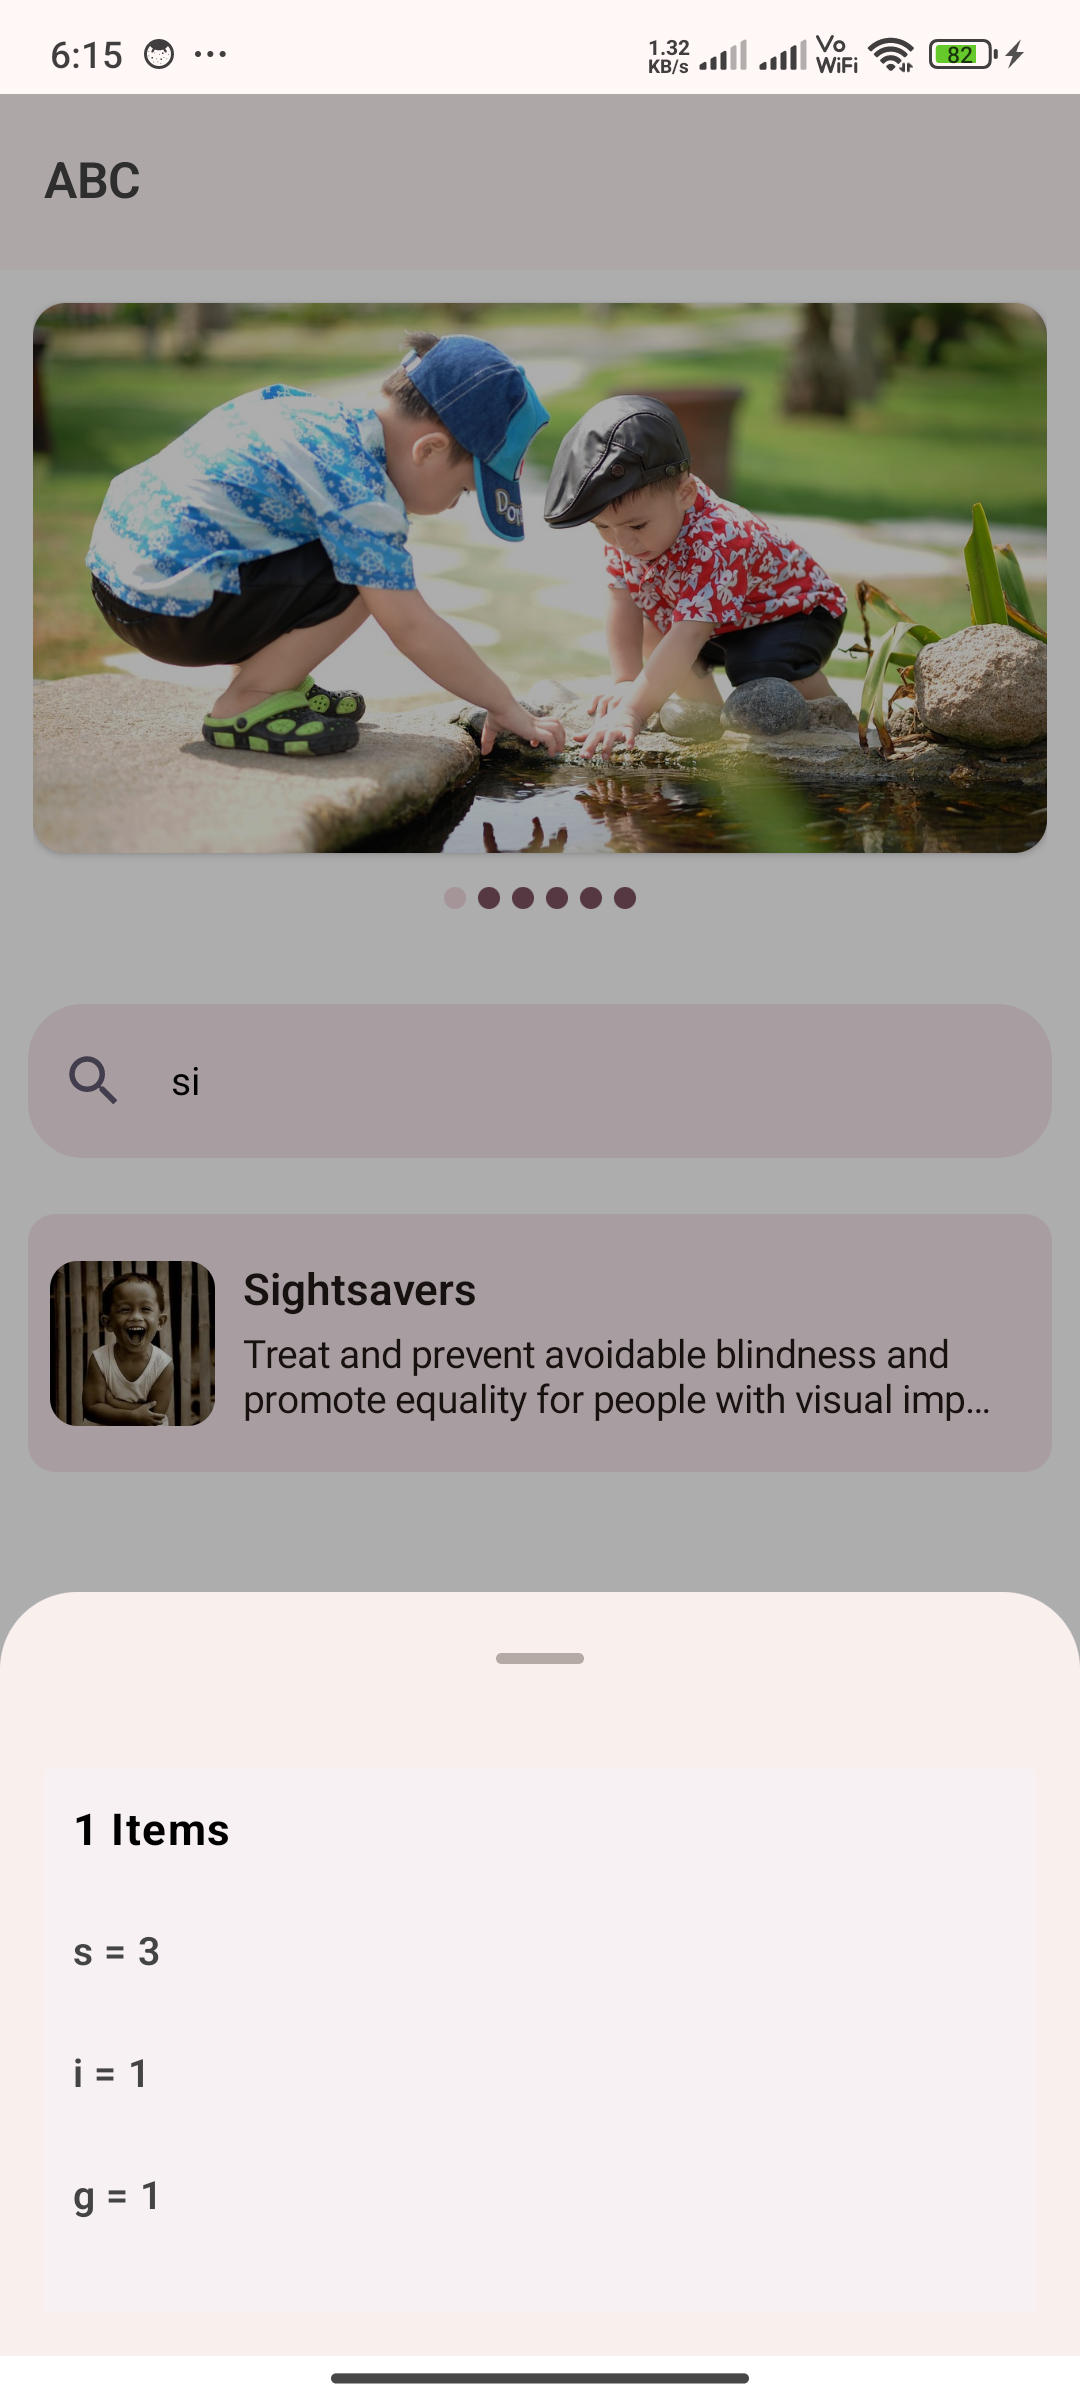 6:15
1.32
KB/s
Vo
WiFi
82
ABC
si
Sightsavers
Treat and prevent avoidable blindness and
promote equality for people with visual imp...
1 Items
s = 3
i = 1
g = 1